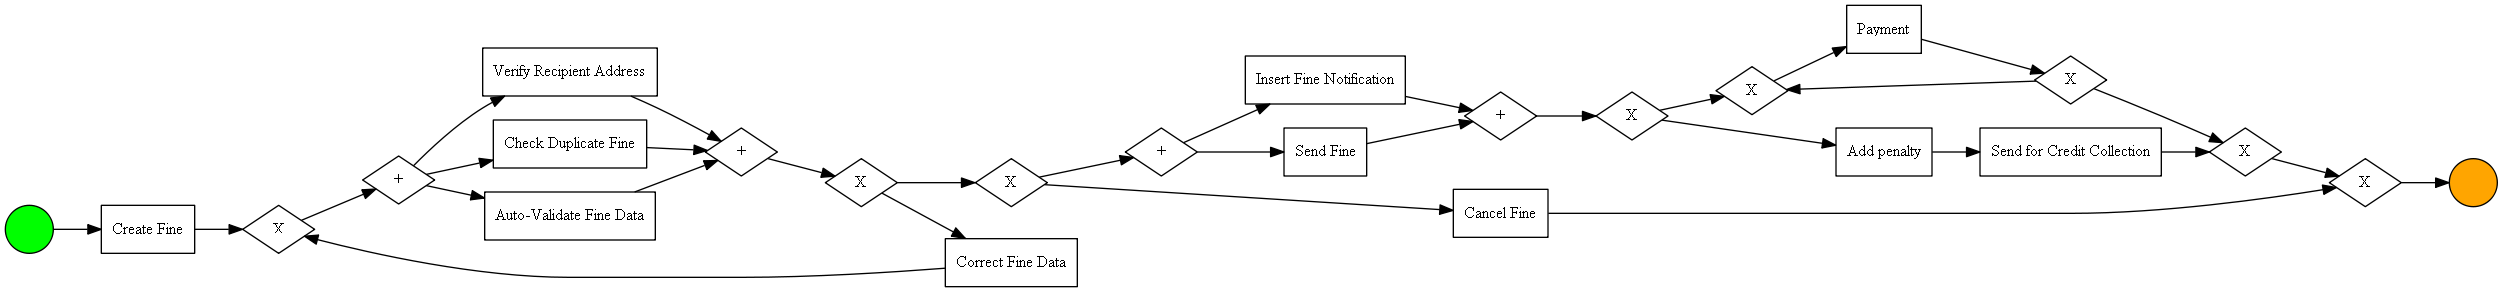 Create Fine
X
+
Verify Recipient Address
Check Duplicate Fine
Auto-Validate Fine Data
+
X
Correct Fine Data
X
+
Insert Fine Notification
Send Fine
Cancel Fine
+
X
X
Payment
X
Add penalty
Send for Credit Collection
X
X